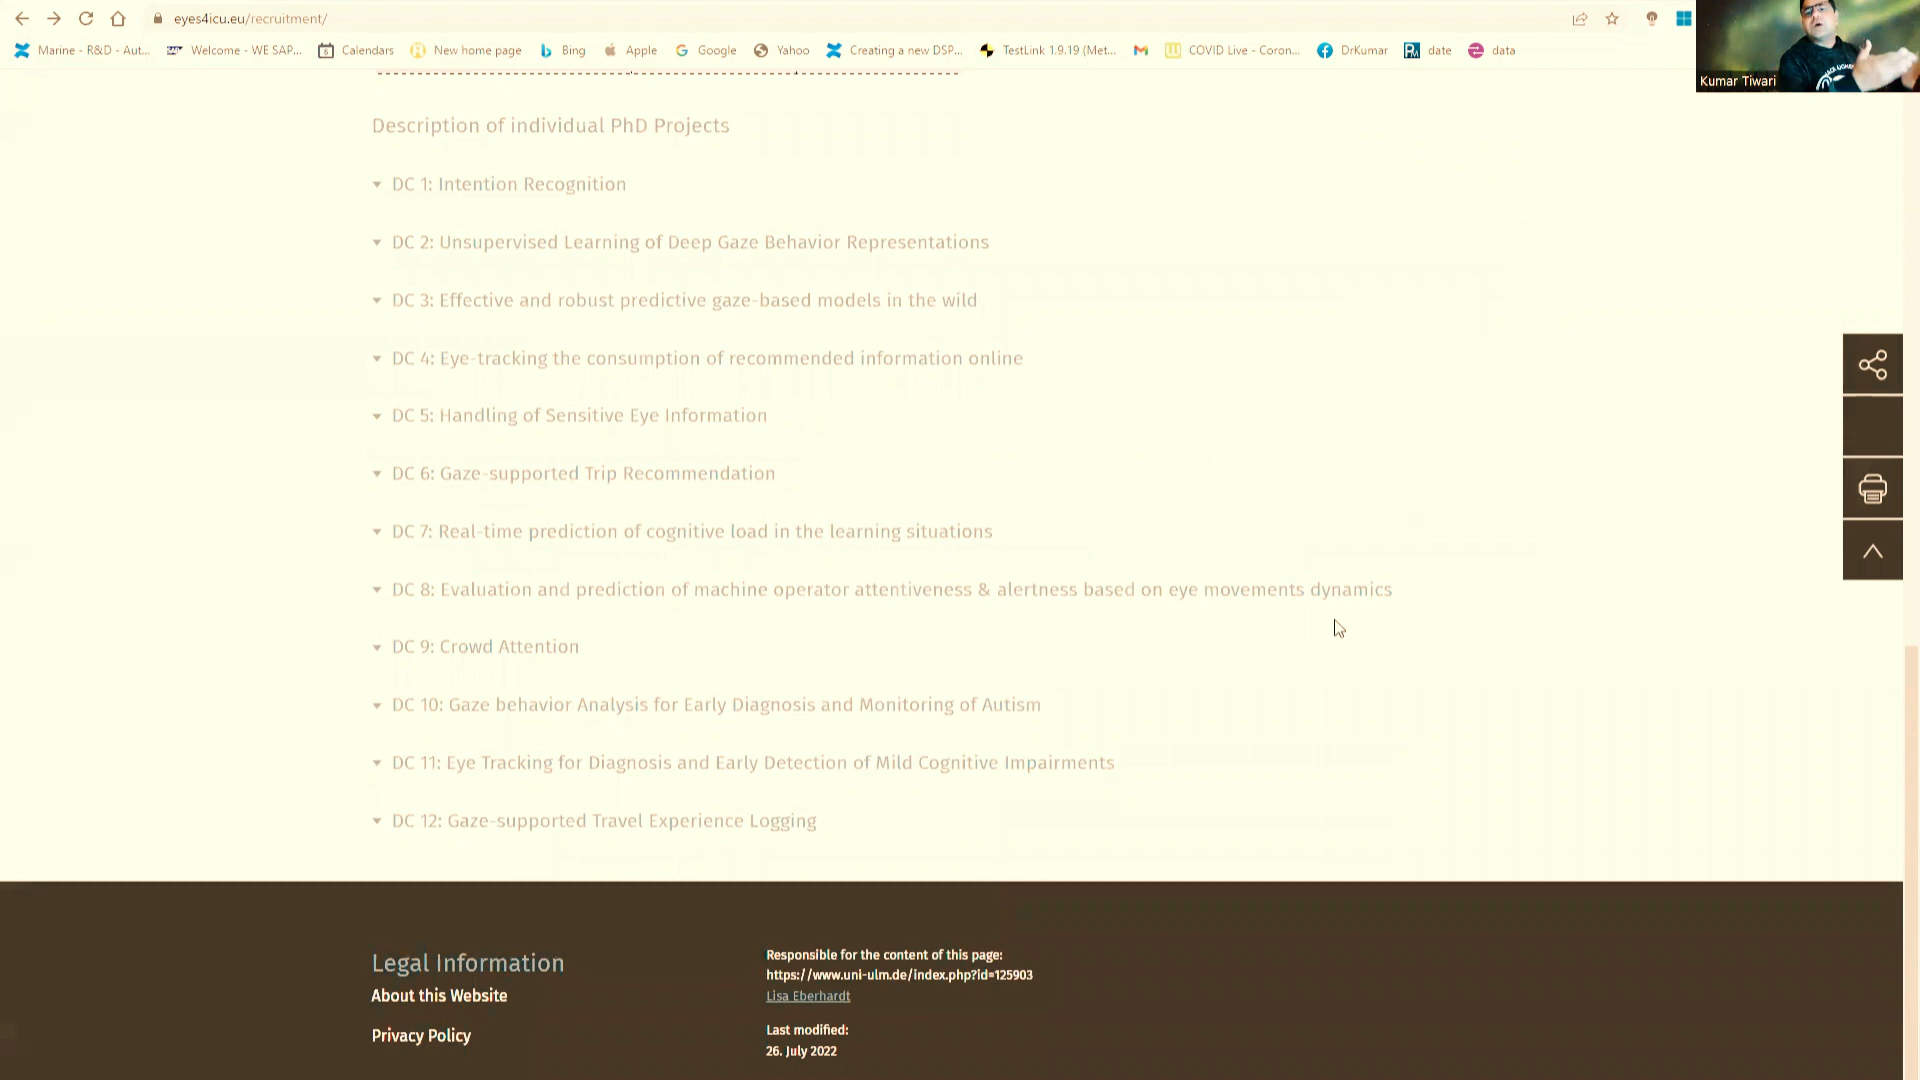 eyes4icu.eu/recruitment/
Marine - R&D - Aut... Welcome - WE SAP... Calendars New home page Bing Apple Google Yahoo Creating a new DSP... TestLink 1.9.19 (Met... COVID Live - Coron... DrKumar date data
Kumar Tiwari
Description of individual PhD Projects
DC 1: Intention Recognition
DC 2: Unsupervised Learning of Deep Gaze Behavior Representations
DC 3: Effective and robust predictive gaze-based models in the wild
DC 4: Eye-tracking the consumption of recommended information online
DC 5: Handling of Sensitive Eye Information
DC 6: Gaze-supported Trip Recommendation
DC 7: Real-time prediction of cognitive load in the learning situations
DC 8: Evaluation and prediction of machine operator attentiveness & alertness based on eye movements dynamics
DC 9: Crowd Attention
DC 10: Gaze behavior Analysis for Early Diagnosis and Monitoring of Autism
DC 11: Eye Tracking for Diagnosis and Early Detection of Mild Cognitive Impairments
DC 12: Gaze-supported Travel Experience Logging
Legal Information
About this Website
Privacy Policy
Responsible for the content of this page:
https://www.uni-ulm.de/index.php?id=125903
Lisa Eberhardt
Last modified:
26. July 2022